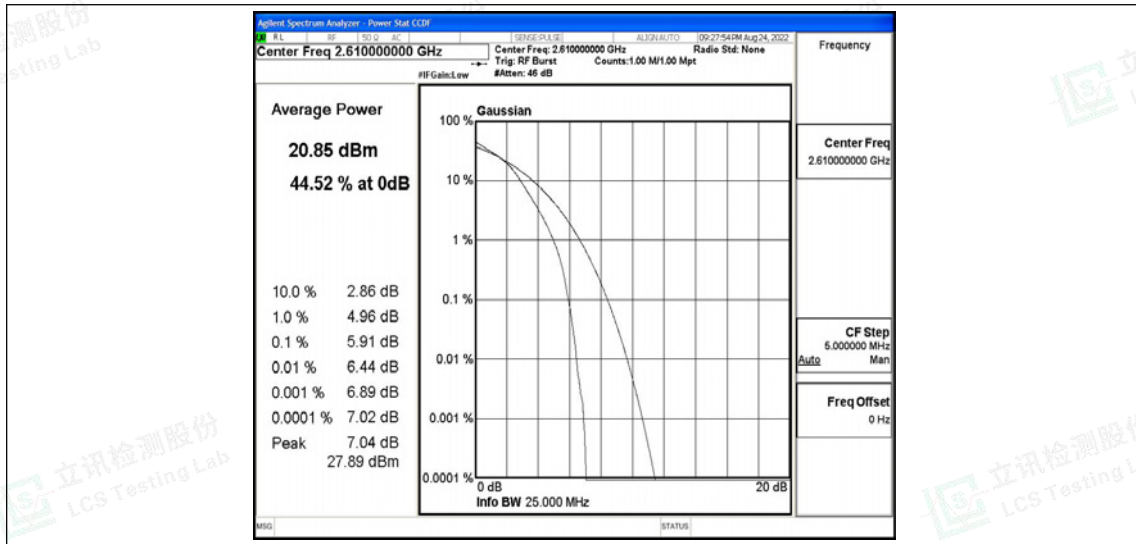 Agilent Spectrum Analyzer - Power Stat CCDF
RL RF 50 Ω AC SENSE:PULSE ALIGN AUTO 09:27:54 PM Aug 24, 2022
Center Freq 2.610000000 GHz
Center Freq: 2.610000000 GHz Radio Std: None
Trig: RF Burst Counts:1.00 M/1.00 Mpt
#IFGain:Low #Atten: 46 dB
Frequency
Average Power
20.85 dBm
44.52 % at 0dB
10.0 % 2.86 dB
1.0 % 4.96 dB
0.1 % 5.91 dB
0.01 % 6.44 dB
0.001 % 6.89 dB
0.0001 % 7.02 dB
Peak 7.04 dB
27.89 dBm
Gaussian
100 %
10 %
1 %
0.1 %
0.01 %
0.001 %
0.0001 %
0 dB 20 dB
Info BW 25.000 MHz
Center Freq
2.610000000 GHz
CF Step
5.000000 MHz
Auto Man
Freq Offset
0 Hz
MSG STATUS
立讯检测股份
LCS Testing Lab
立讯检测股份
LCS Testing L
检测股份
sting Lab